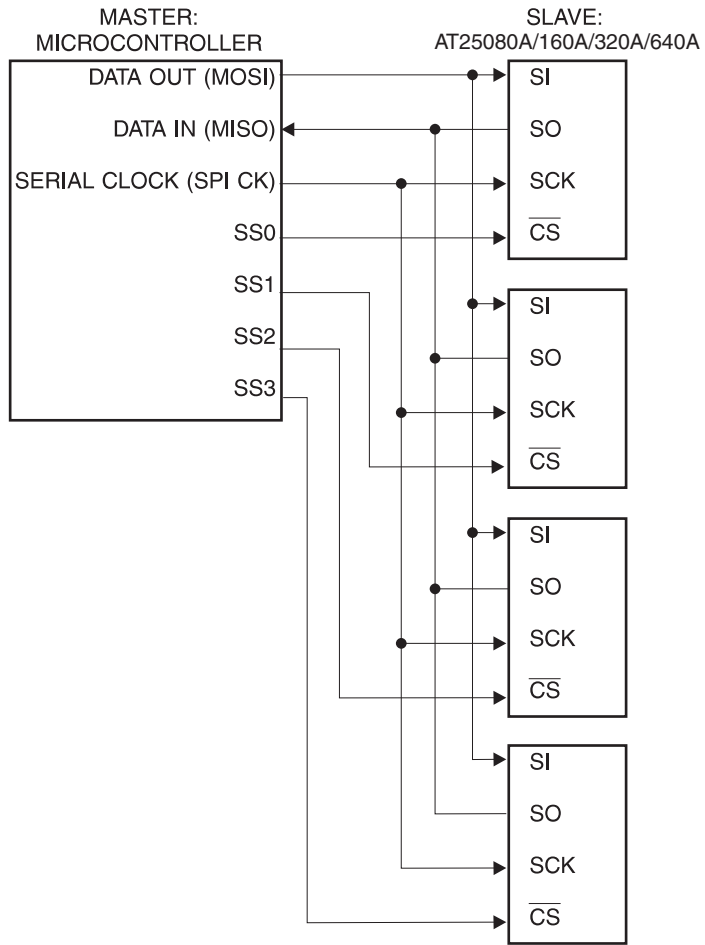 MASTER:
MICROCONTROLLER
SLAVE:
AT25080A/160A/320A/640A
DATA OUT (MOSI)
DATA IN (MISO)
SERIAL CLOCK (SPI CK)
SS0
SS1
SS2
SS3
SI
SO
SCK
CS
SI
SO
SCK
CS
SI
SO
SCK
CS
SI
SO
SCK
CS